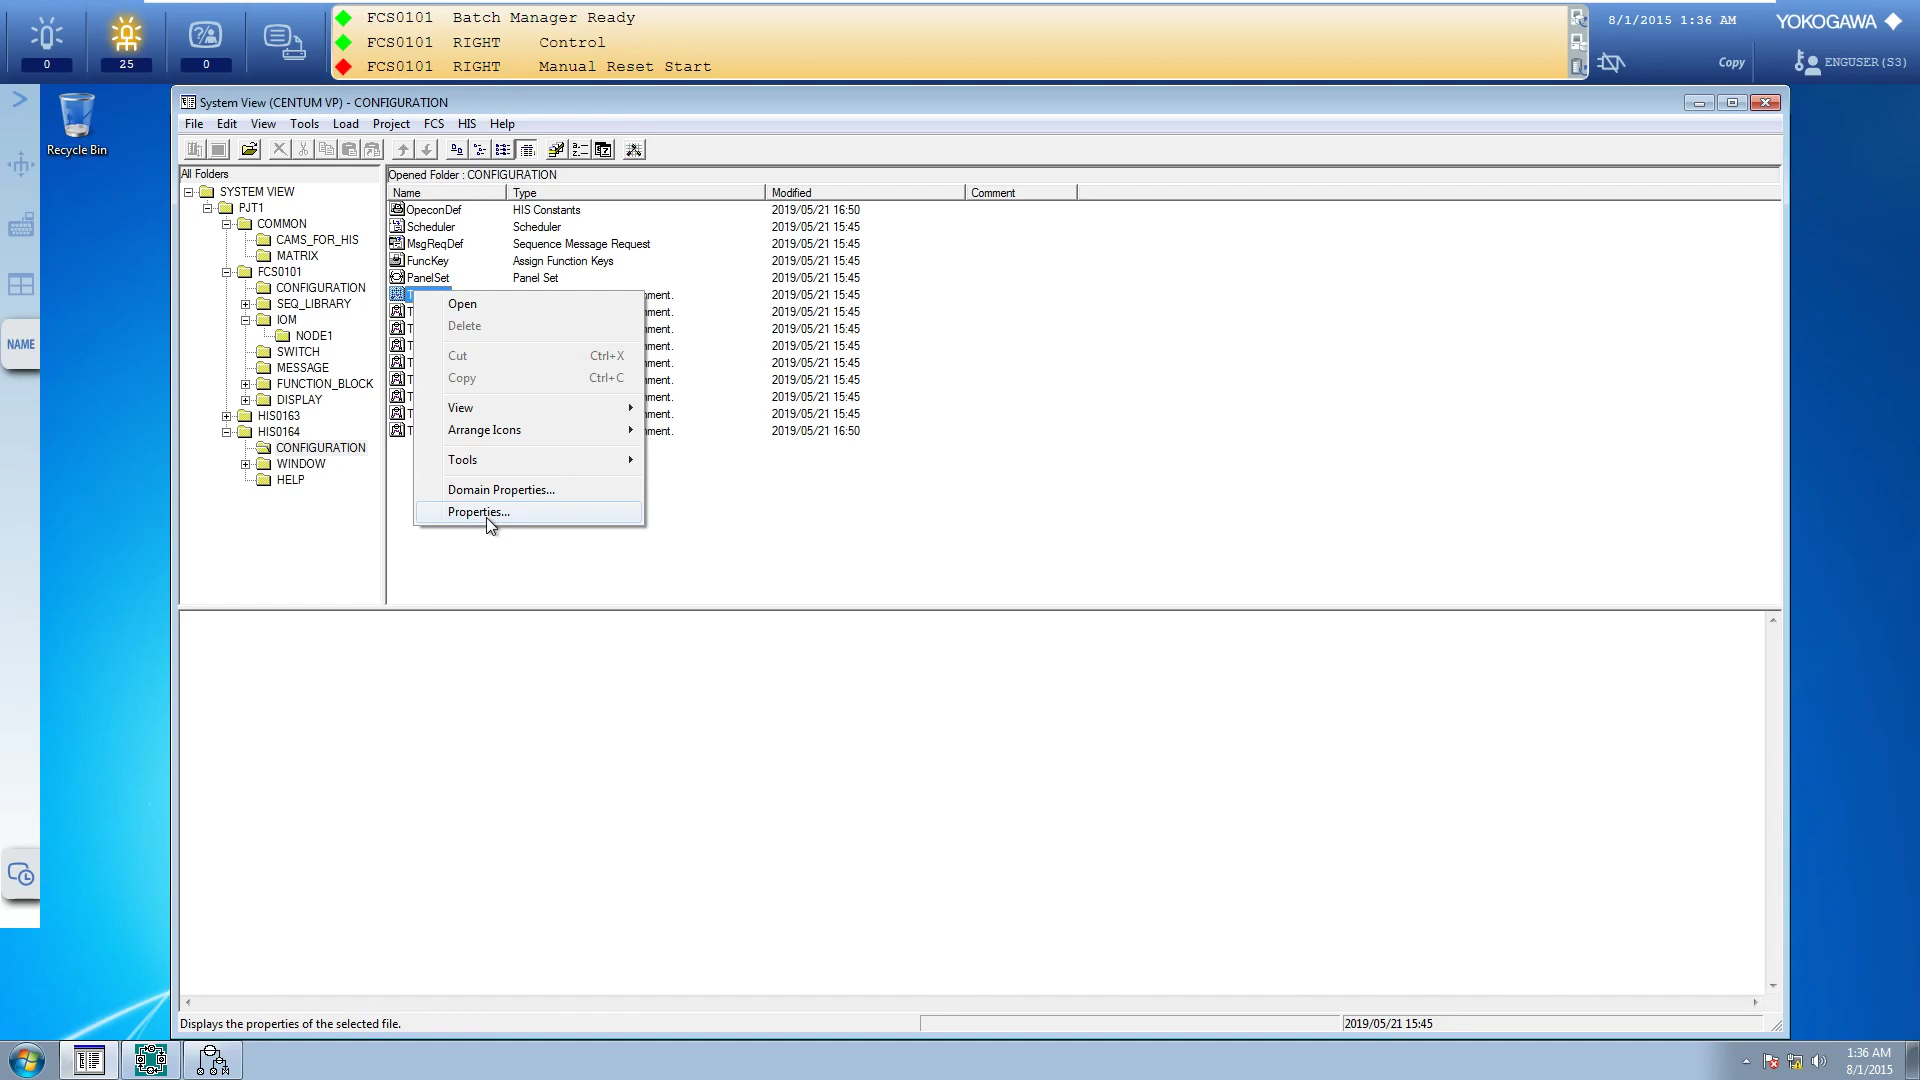 FCS0101 Batch Manager Ready
FCS0101 RIGHT Control
FCS0101 RIGHT Manual Reset Start
0
25
0
8/1/2015 1:36 AM
YOKOGAWA
Copy
ENGUSER (S3)
Recycle Bin
NAME
System View (CENTUM VP) - CONFIGURATION
File Edit View Tools Load Project FCS HIS Help
All Folders
SYSTEM VIEW
PJT1
COMMON
CAMS_FOR_HIS
MATRIX
FCS0101
CONFIGURATION
SEQ_LIBRARY
IOM
NODE1
SWITCH
MESSAGE
FUNCTION_BLOCK
DISPLAY
HIS0163
HIS0164
CONFIGURATION
WINDOW
HELP
Opened Folder : CONFIGURATION
Name Type Modified Comment
OpeconDef HIS Constants 2019/05/21 16:50
Scheduler Scheduler 2019/05/21 15:45
MsgReqDef Sequence Message Request 2019/05/21 15:45
FuncKey Assign Function Keys 2019/05/21 15:45
PanelSet Panel Set 2019/05/21 15:45
T ment. 2019/05/21 15:45
T ment. 2019/05/21 15:45
T ment. 2019/05/21 15:45
T ment. 2019/05/21 15:45
T ment. 2019/05/21 15:45
T ment. 2019/05/21 15:45
T ment. 2019/05/21 15:45
T ment. 2019/05/21 15:45
T ment. 2019/05/21 16:50
Open
Delete
Cut Ctrl+X
Copy Ctrl+C
View
Arrange Icons
Tools
Domain Properties...
Properties...
Displays the properties of the selected file.
2019/05/21 15:45
1:36 AM
8/1/2015